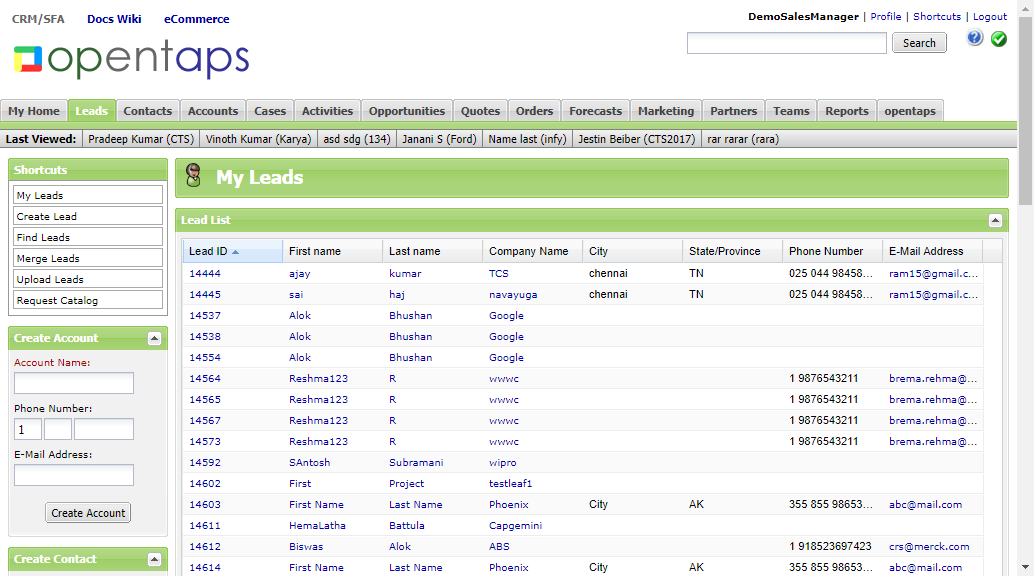 CRM/SFA Docs Wiki eCommerce
DemoSalesManager | Profile | Shortcuts | Logout
opentaps
Search
My Home Leads Contacts Accounts Cases Activities Opportunities Quotes Orders Forecasts Marketing Partners Teams Reports opentaps
Last Viewed: Pradeep Kumar (CTS) Vinoth Kumar (Karya) asd sdg (134) Janani S (Ford) Name last (infy) Jestin Beiber (CTS2017) rar rarar (rara)
Shortcuts
My Leads
Create Lead
Find Leads
Merge Leads
Upload Leads
Request Catalog
Create Account
Account Name:
Phone Number:
1
E-Mail Address:
Create Account
Create Contact
My Leads
Lead List
Lead ID First name Last name Company Name City State/Province Phone Number E-Mail Address
14444 ajay kumar TCS chennai TN 025 044 98458... ram15@gmail.c...
14445 sai haj navayuga chennai TN 025 044 98458... ram15@gmail.c...
14537 Alok Bhushan Google
14538 Alok Bhushan Google
14554 Alok Bhushan Google
14564 Reshma123 R wwwc 1 9876543211 brema.rehma@...
14565 Reshma123 R wwwc 1 9876543211 brema.rehma@...
14567 Reshma123 R wwwc 1 9876543211 brema.rehma@...
14573 Reshma123 R wwwc 1 9876543211 brema.rehma@...
14592 SAntosh Subramani wipro
14602 First Project testleaf1
14603 First Name Last Name Phoenix City AK 355 855 98653... abc@mail.com
14611 HemaLatha Battula Capgemini
14612 Biswas Alok ABS 1 918523697423 crs@merck.com
14614 First Name Last Name Phoenix City AK 355 855 98653... abc@mail.com